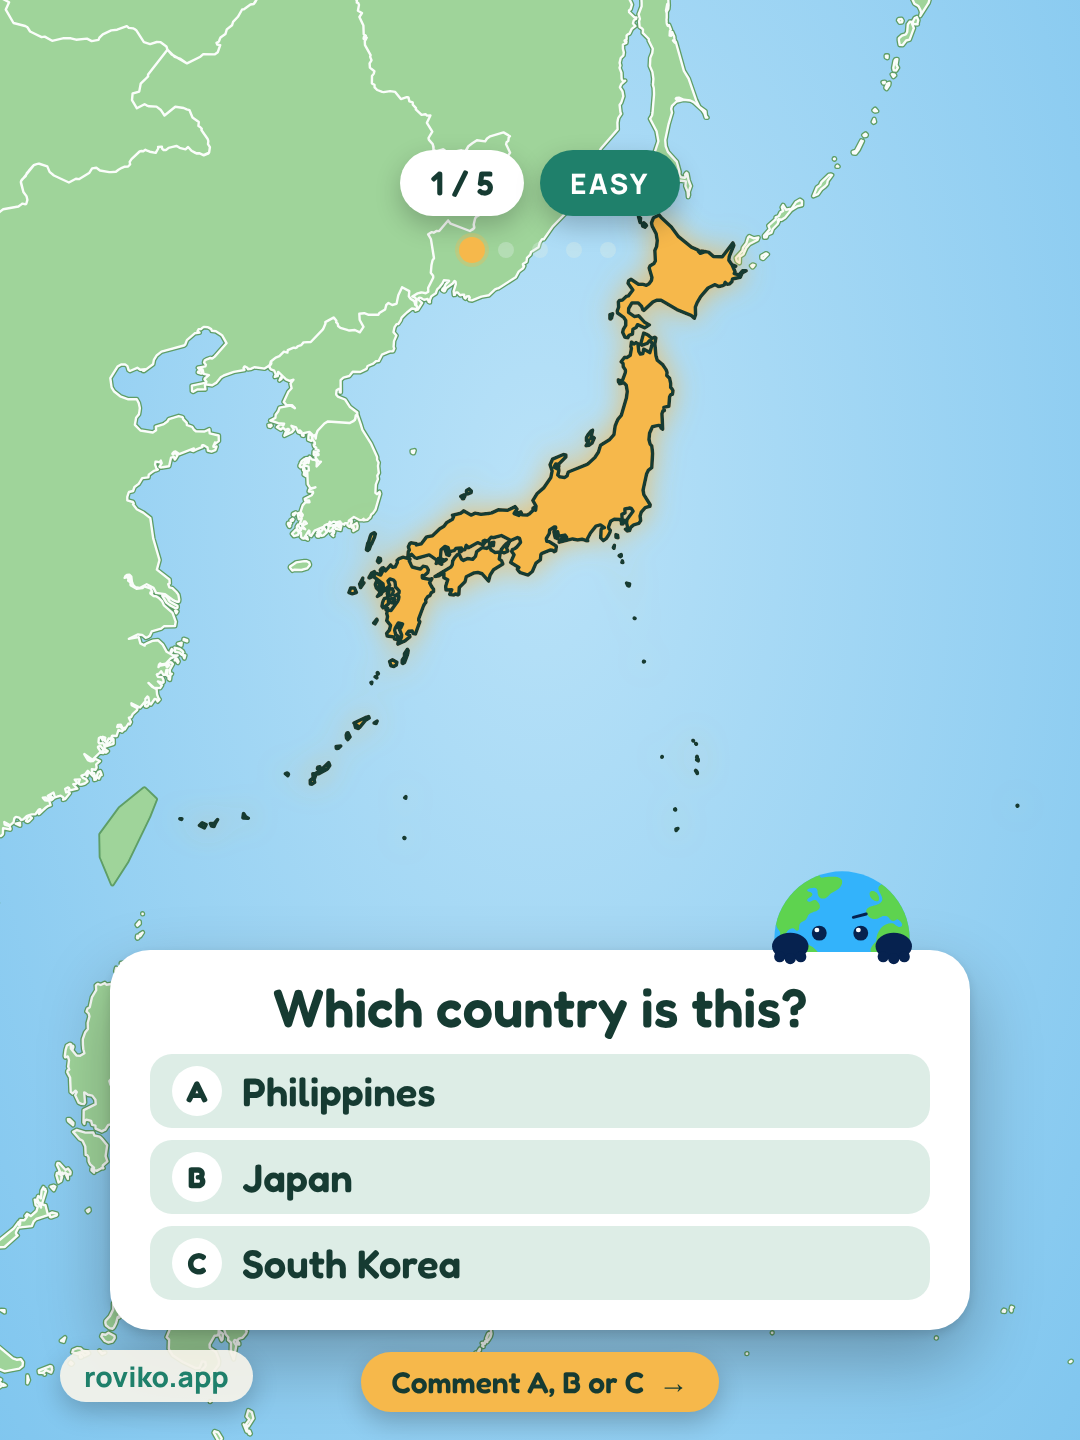 1 / 5
EASY
Which country is this?
A Philippines
B Japan
C South Korea
roviko.app
Comment A, B or C →